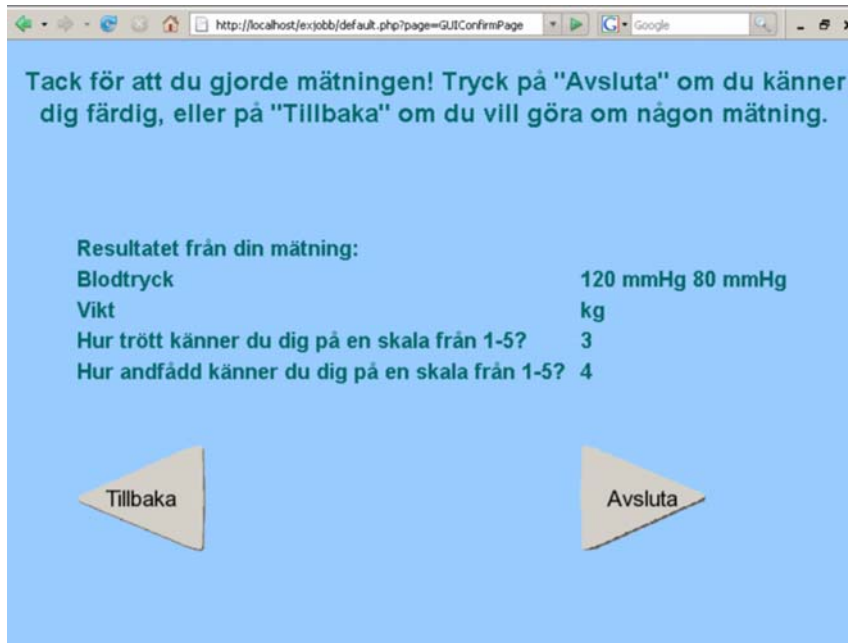 http://localhost/exjobb/default.php?page=GUIConfirmPage
Google
Tack för att du gjorde mätningen! Tryck på "Avsluta" om du känner
dig färdig, eller på "Tillbaka" om du vill göra om någon mätning.
Resultatet från din mätning:
Blodtryck 120 mmHg 80 mmHg
Vikt kg
Hur trött känner du dig på en skala från 1-5? 3
Hur andfådd känner du dig på en skala från 1-5? 4
Tillbaka Avsluta